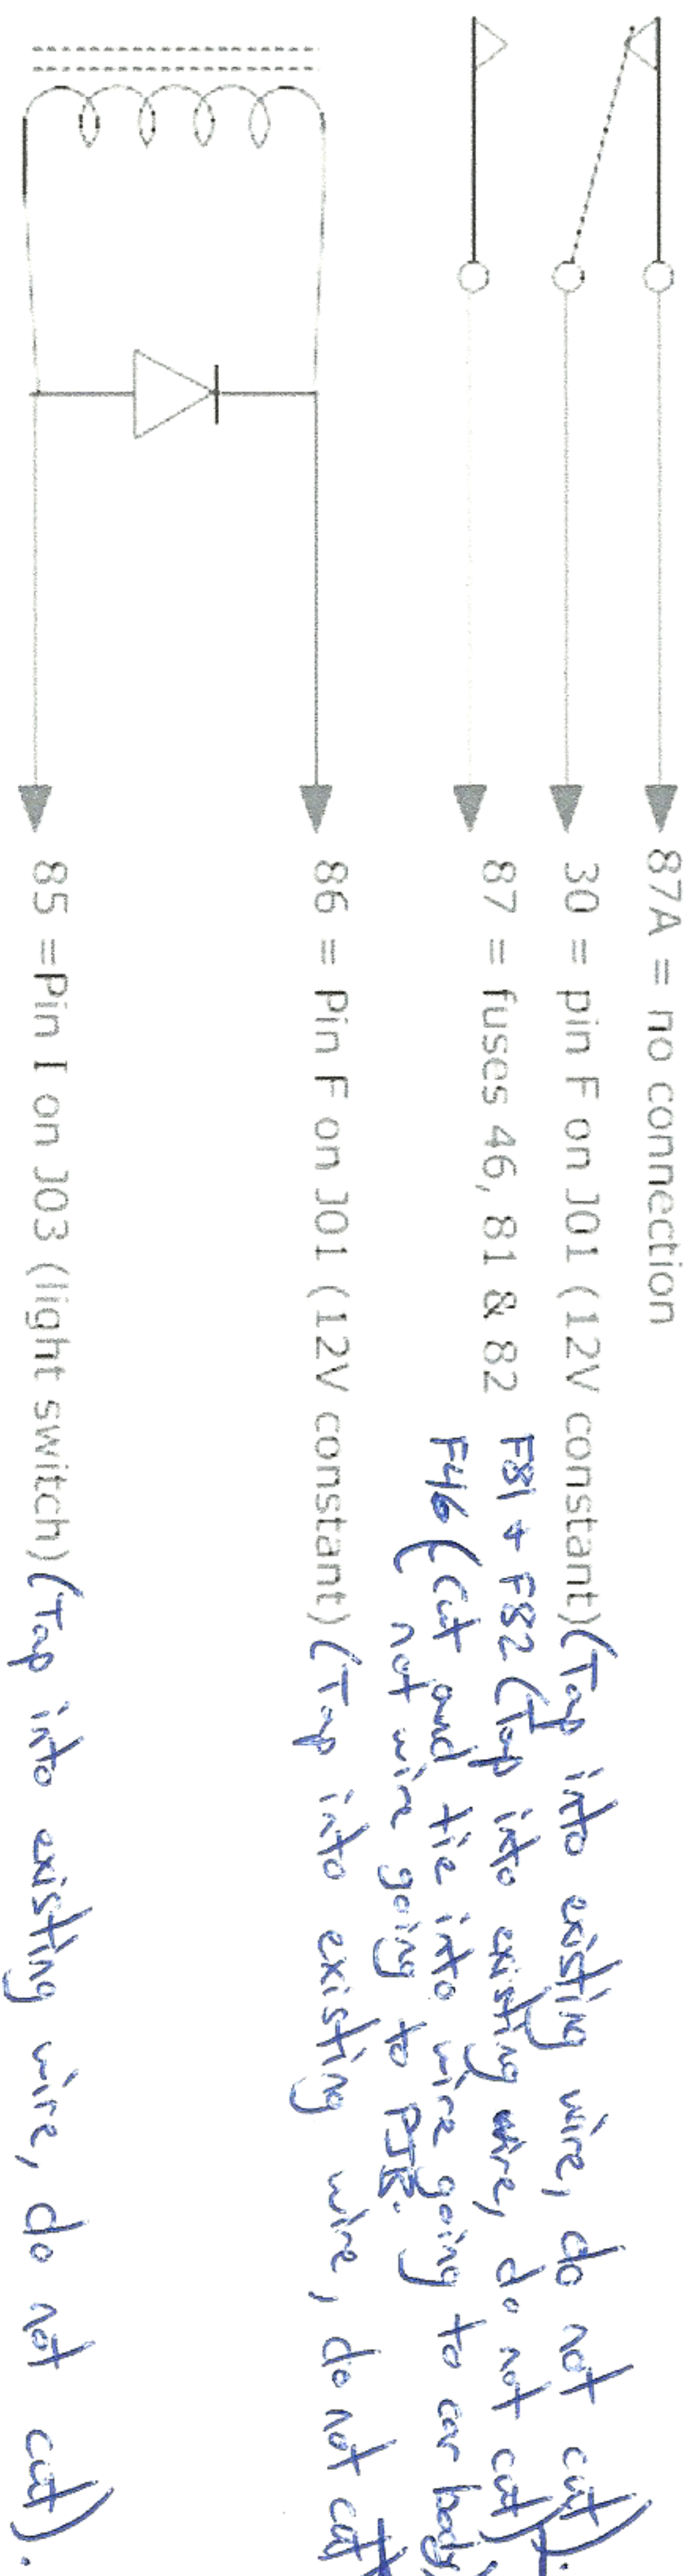 87A = no connection
30 = pin F on J01 (12V constant) (Tap into existing wire, do not cut).
87 = fuses 46, 81 & 82 F81 + F82 (Tap into existing wire, do not cut)
F46 (Cut and tie into wire going to car body,
not wire going to PJB.
86 = Pin F on J01 (12V constant) (Tap into existing wire, do not cut)
85 =Pin I on J03 (light switch) (Tap into existing wire, do not cut).